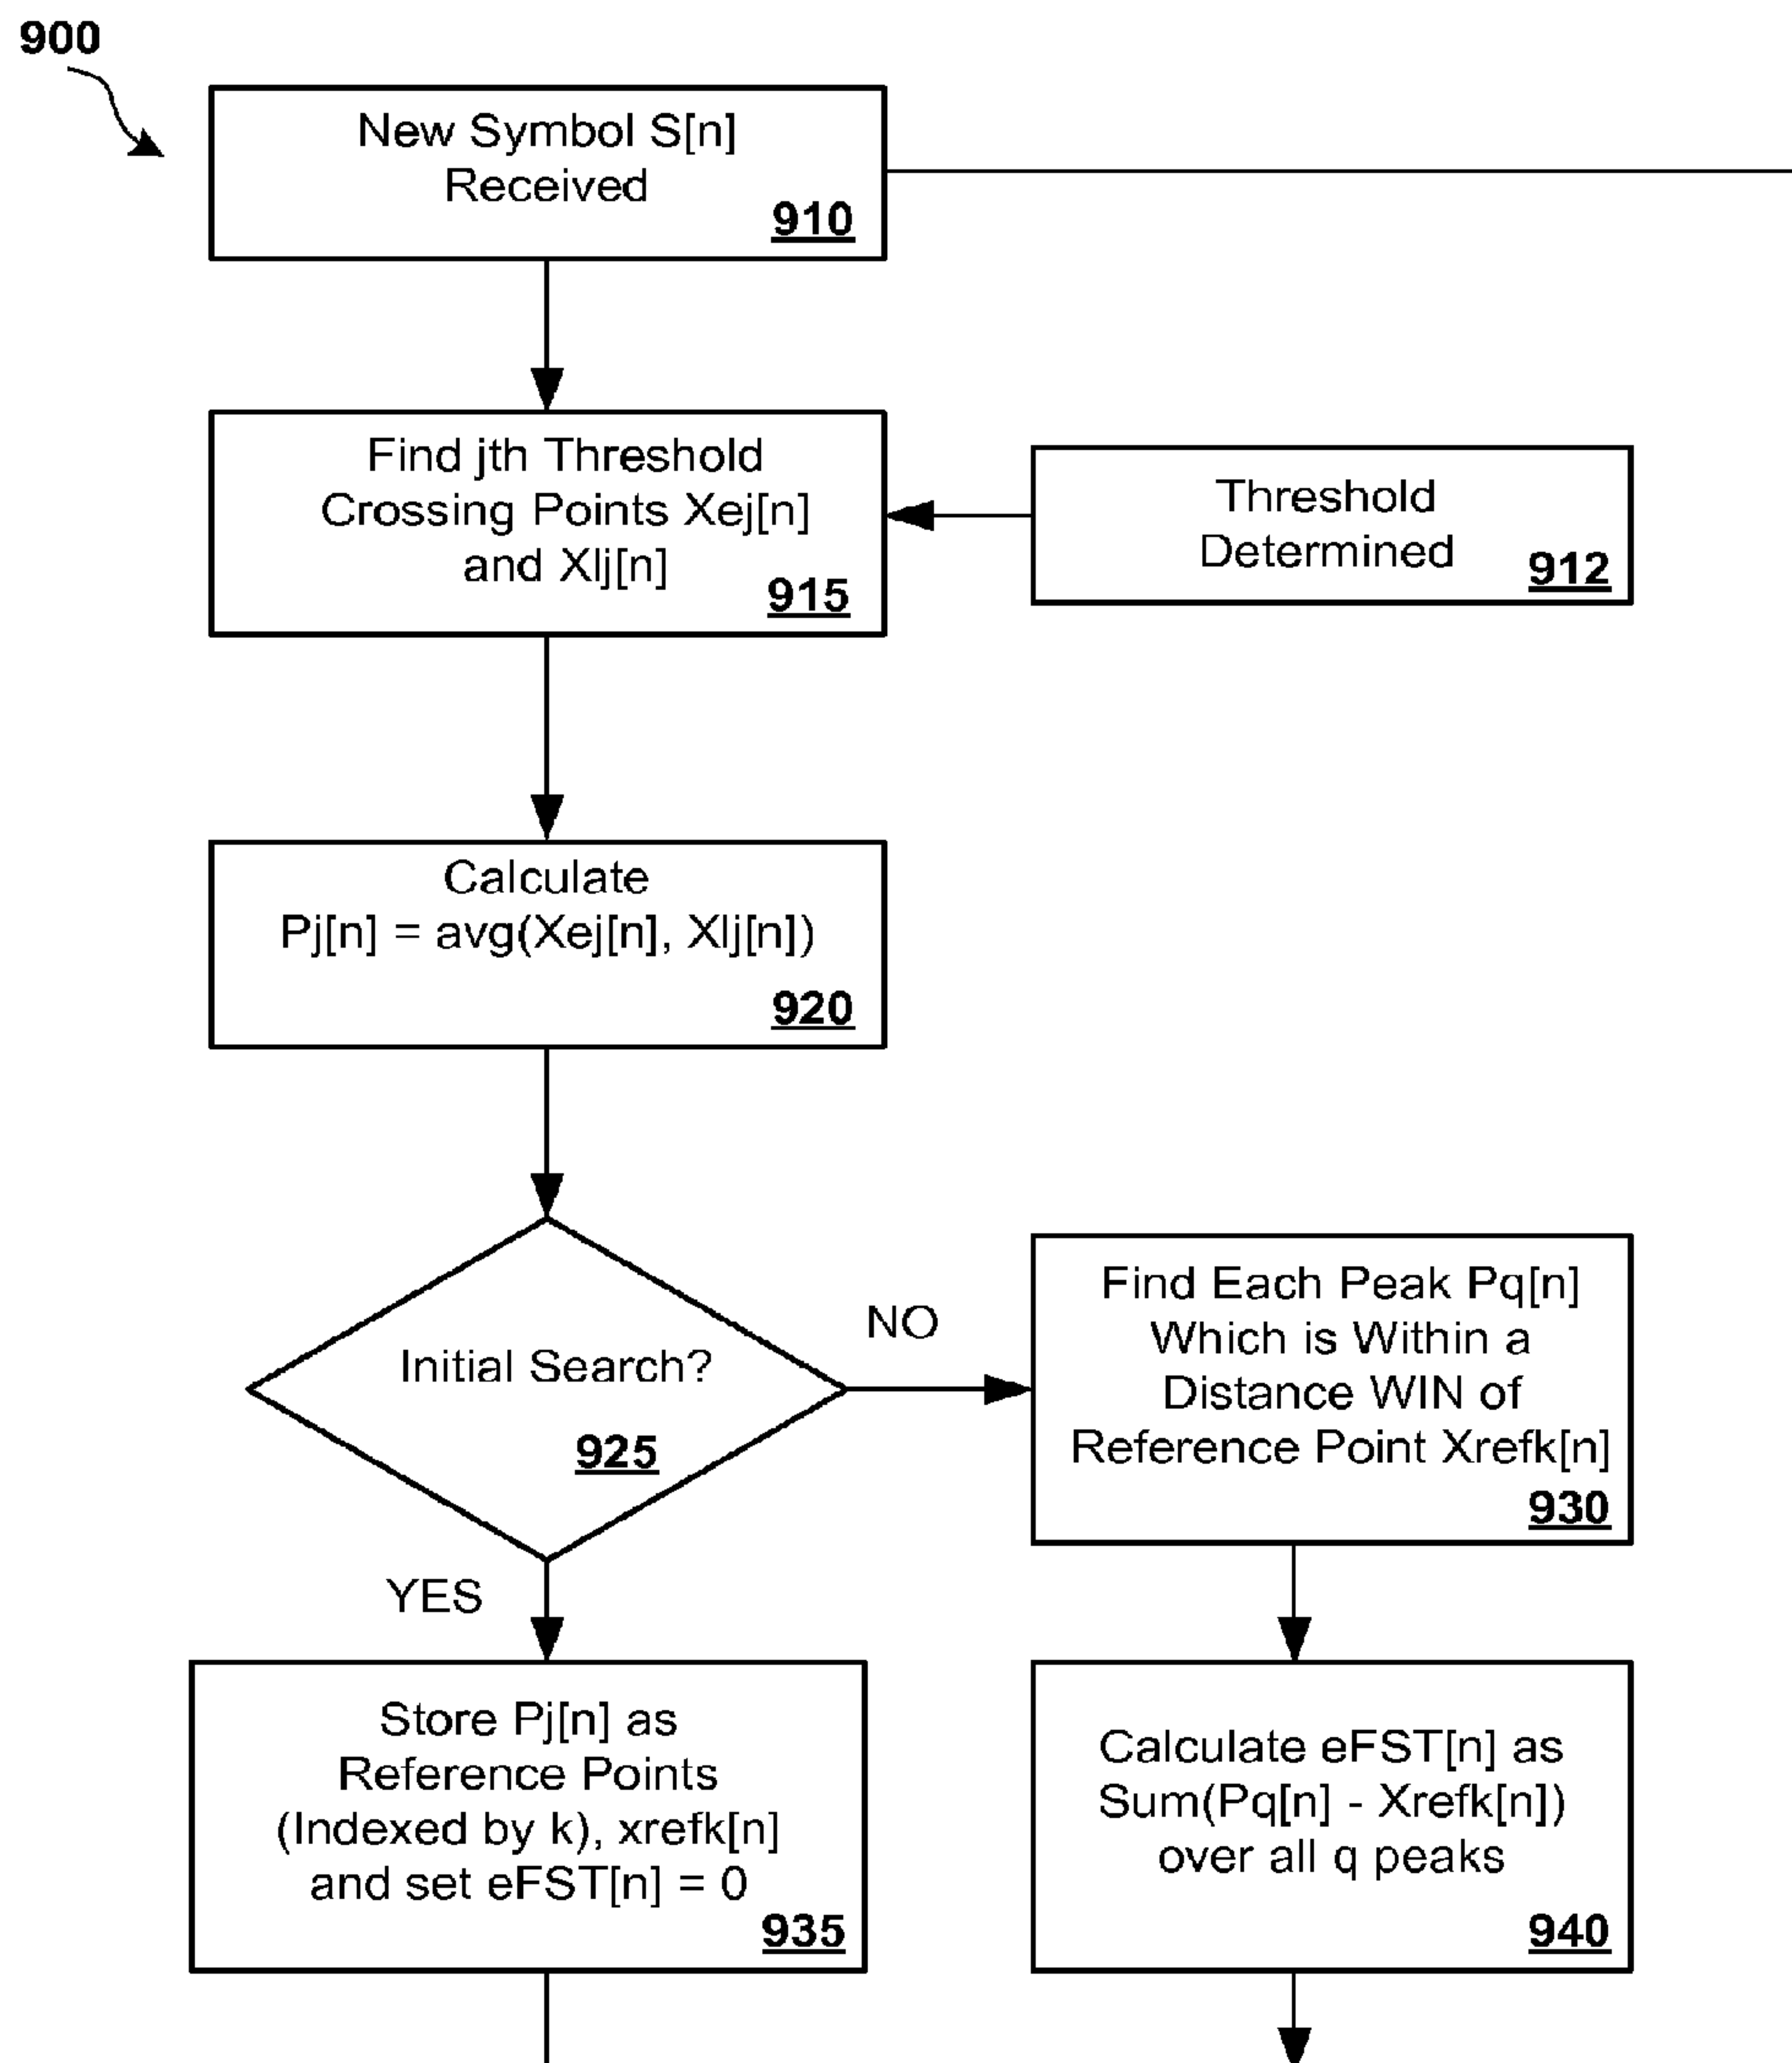 900
New Symbol S[n]
Received
910
Find jth Threshold
Crossing Points Xej[n]
and Xlj[n]
915
Threshold
Determined
912
Calculate
Pj[n] = avg(Xej[n], Xlj[n])
920
Initial Search?
925
NO
YES
Find Each Peak Pq[n]
Which is Within a
Distance WIN of
Reference Point Xrefk[n]
930
Store Pj[n] as
Reference Points
(Indexed by k), xrefk[n]
and set eFST[n] = 0
935
Calculate eFST[n] as
Sum(Pq[n] - Xrefk[n])
over all q peaks
940